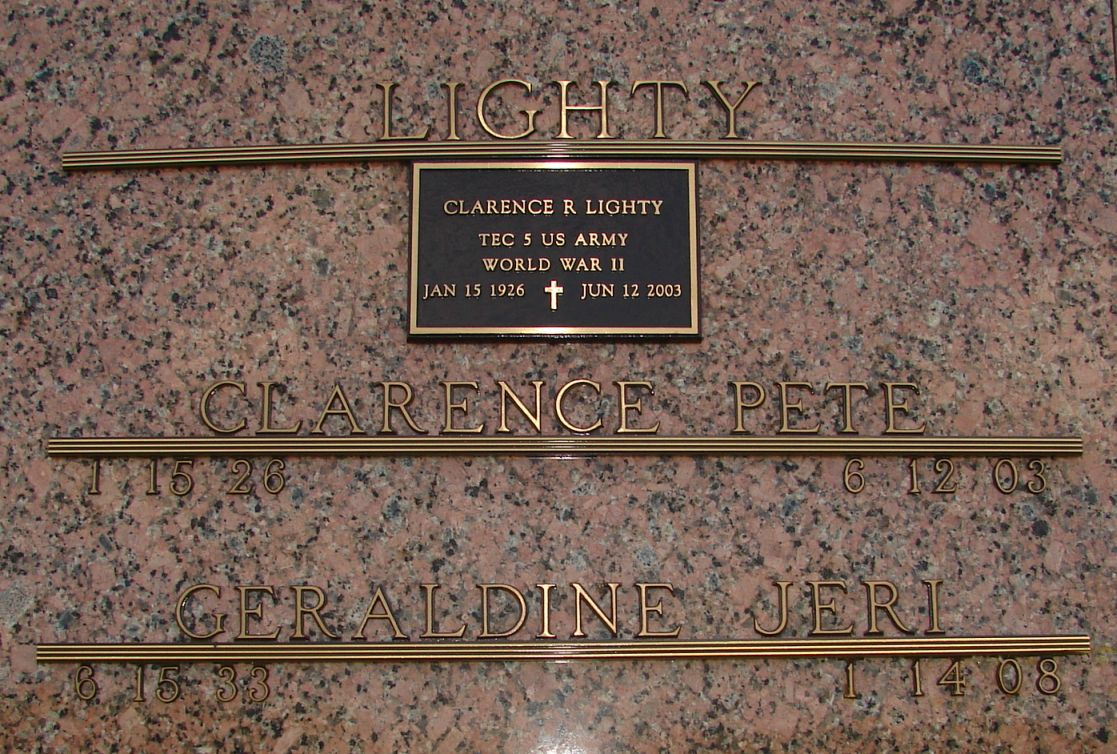 LIGHTY
CLARENCE R LIGHTY
TEC 5 US ARMY
WORLD WAR II
JAN 15 1926 JUN 12 2003
CLARENCE PETE
1 15 26 6 12 03
GERALDINE JERI
6 15 33 1 14 08